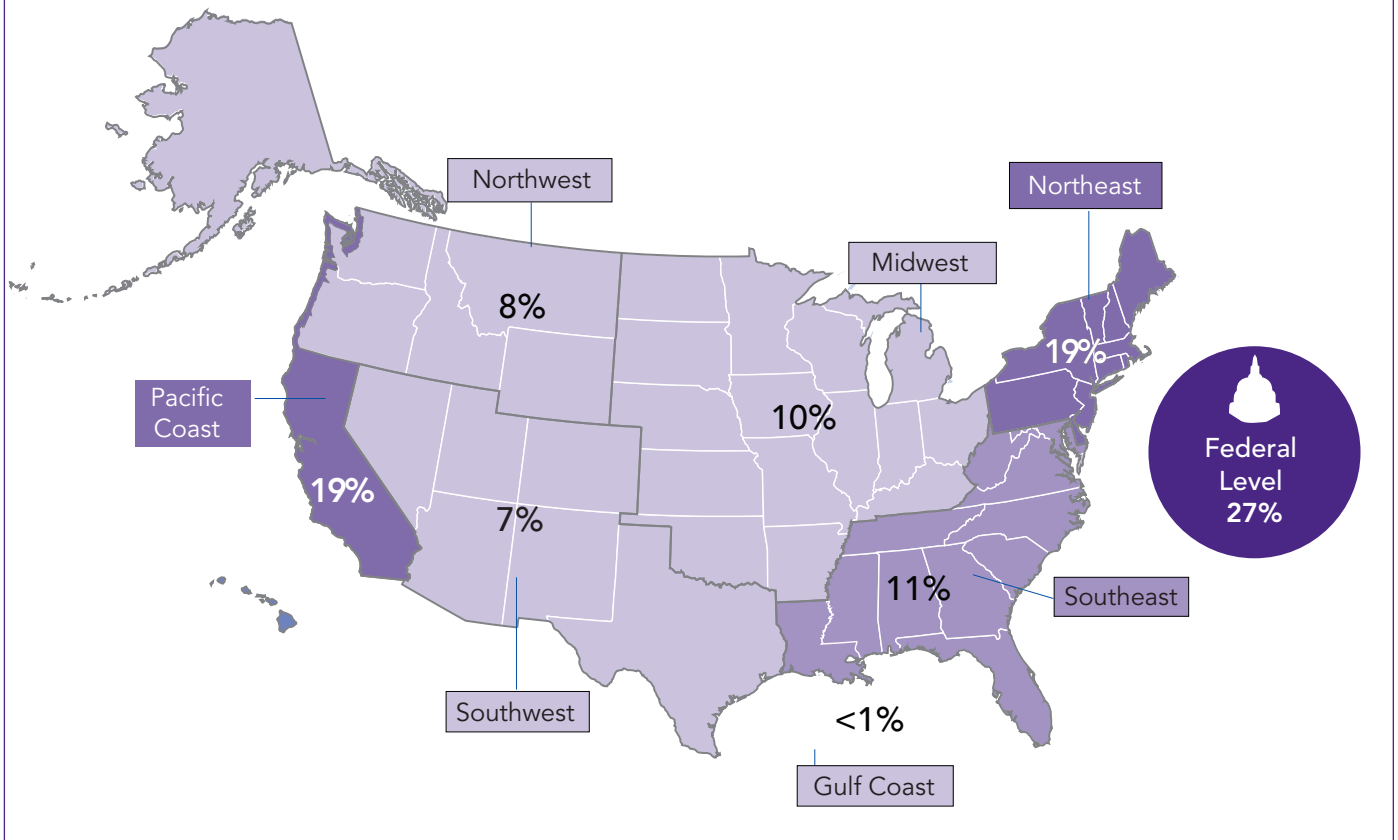 Northwest
Northeast
Midwest
8%
19%
Pacific
Coast
10%
Federal
Level
27%
19%
7%
11%
Southeast
Southwest
<1%
Gulf Coast